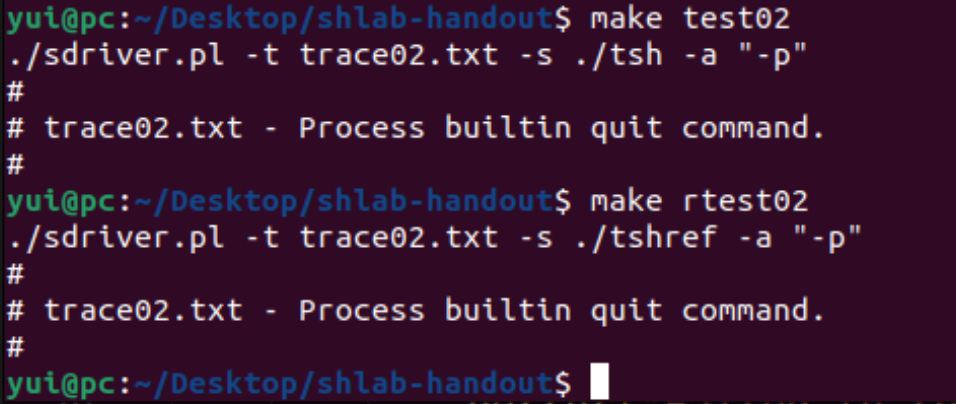 yui@pc:~/Desktop/shlab-handout$ make test02
./sdriver.pl -t trace02.txt -s ./tsh -a "-p"
#
# trace02.txt - Process builtin quit command.
#
yui@pc:~/Desktop/shlab-handout$ make rtest02
./sdriver.pl -t trace02.txt -s ./tshref -a "-p"
#
# trace02.txt - Process builtin quit command.
#
yui@pc:~/Desktop/shlab-handout$